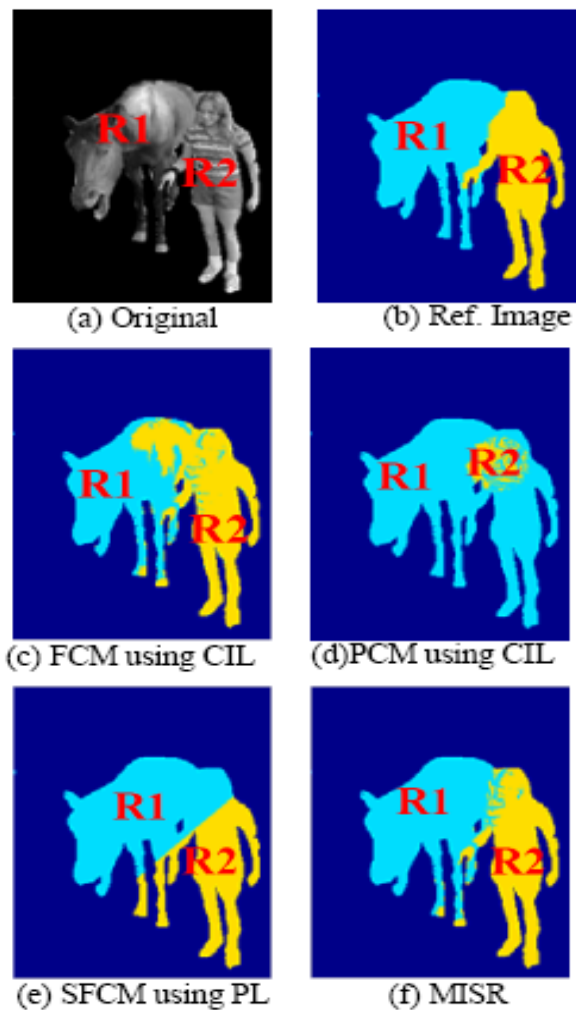 R1
R2
(a) Original
R1
R2
(b) Ref. Image
R1
R2
(c) FCM using CIL
R1
R2
(d)PCM using CIL
R1
R2
(e) SFCM using PL
R1
R2
(f) MISR